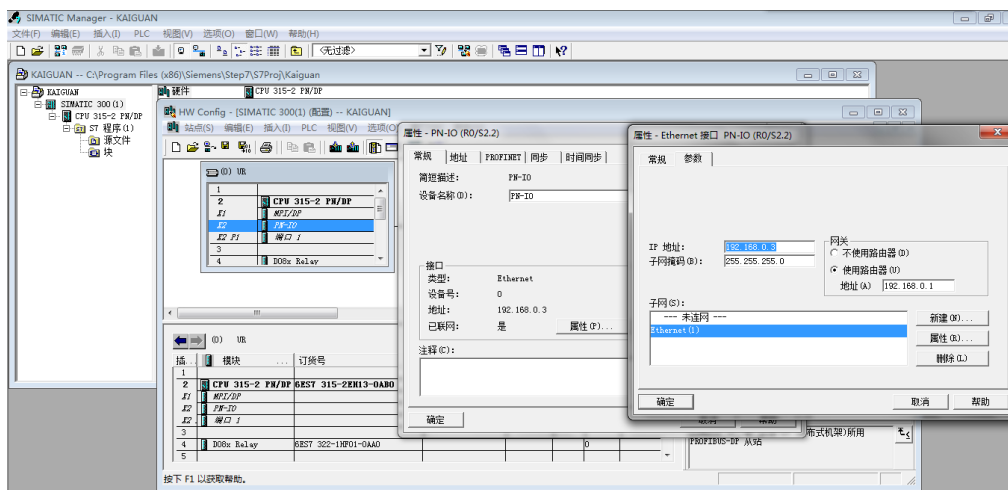 SIMATIC Manager - KAIGUAN
文件(F) 编辑(E) 插入(I) PLC 视图(V) 选项(O) 窗口(W) 帮助(H)
<无过滤>
KAIGUAN -- C:\Program Files (x86)\Siemens\Step7\S7Proj\Kaiguan
KAIGUAN
SIMATIC 300(1)
CPU 315-2 PN/DP
S7 程序(1)
源文件
块
硬件
CPU 315-2 PN/DP
HW Config - [SIMATIC 300(1) (配置) -- KAIGUAN]
站点(S) 编辑(E) 插入(I) PLC 视图(V) 选项(O)
(0) UR
1
2 CPU 315-2 PN/DP
X1 MPI/DP
X2 PN-IO
X2 P1 端口 1
3
4 DO8x Relay
(0) UR
插... 模块 ... 订货号
1
2 CPU 315-2 PN/DP 6ES7 315-2EH13-0AB0
X1 MPI/DP
X2 PN-IO
X2 端口 1
3
4 DO8x Relay 6ES7 322-1HF01-0AA0 0
5
按下 F1 以获取帮助。
属性 - PN-IO (R0/S2.2)
常规 地址 PROFINET 同步 时间同步
简短描述: PN-IO
设备名称(D): PN-IO
接口
类型: Ethernet
设备号: 0
地址: 192.168.0.3
已联网: 是 属性(P)...
注释(C):
确定
取消 帮助
属性 - Ethernet 接口 PN-IO (R0/S2.2)
常规 参数
IP 地址: 192.168.0.3
子网掩码(B): 255.255.255.0
网关
不使用路由器(D)
使用路由器(U)
地址(A) 192.168.0.1
子网(S):
--- 未连网 ---
Ethernet(1)
新建(N)...
属性(R)...
删除(L)
确定 取消 帮助
布式机架)所用
PROFIBUS-DP 从站